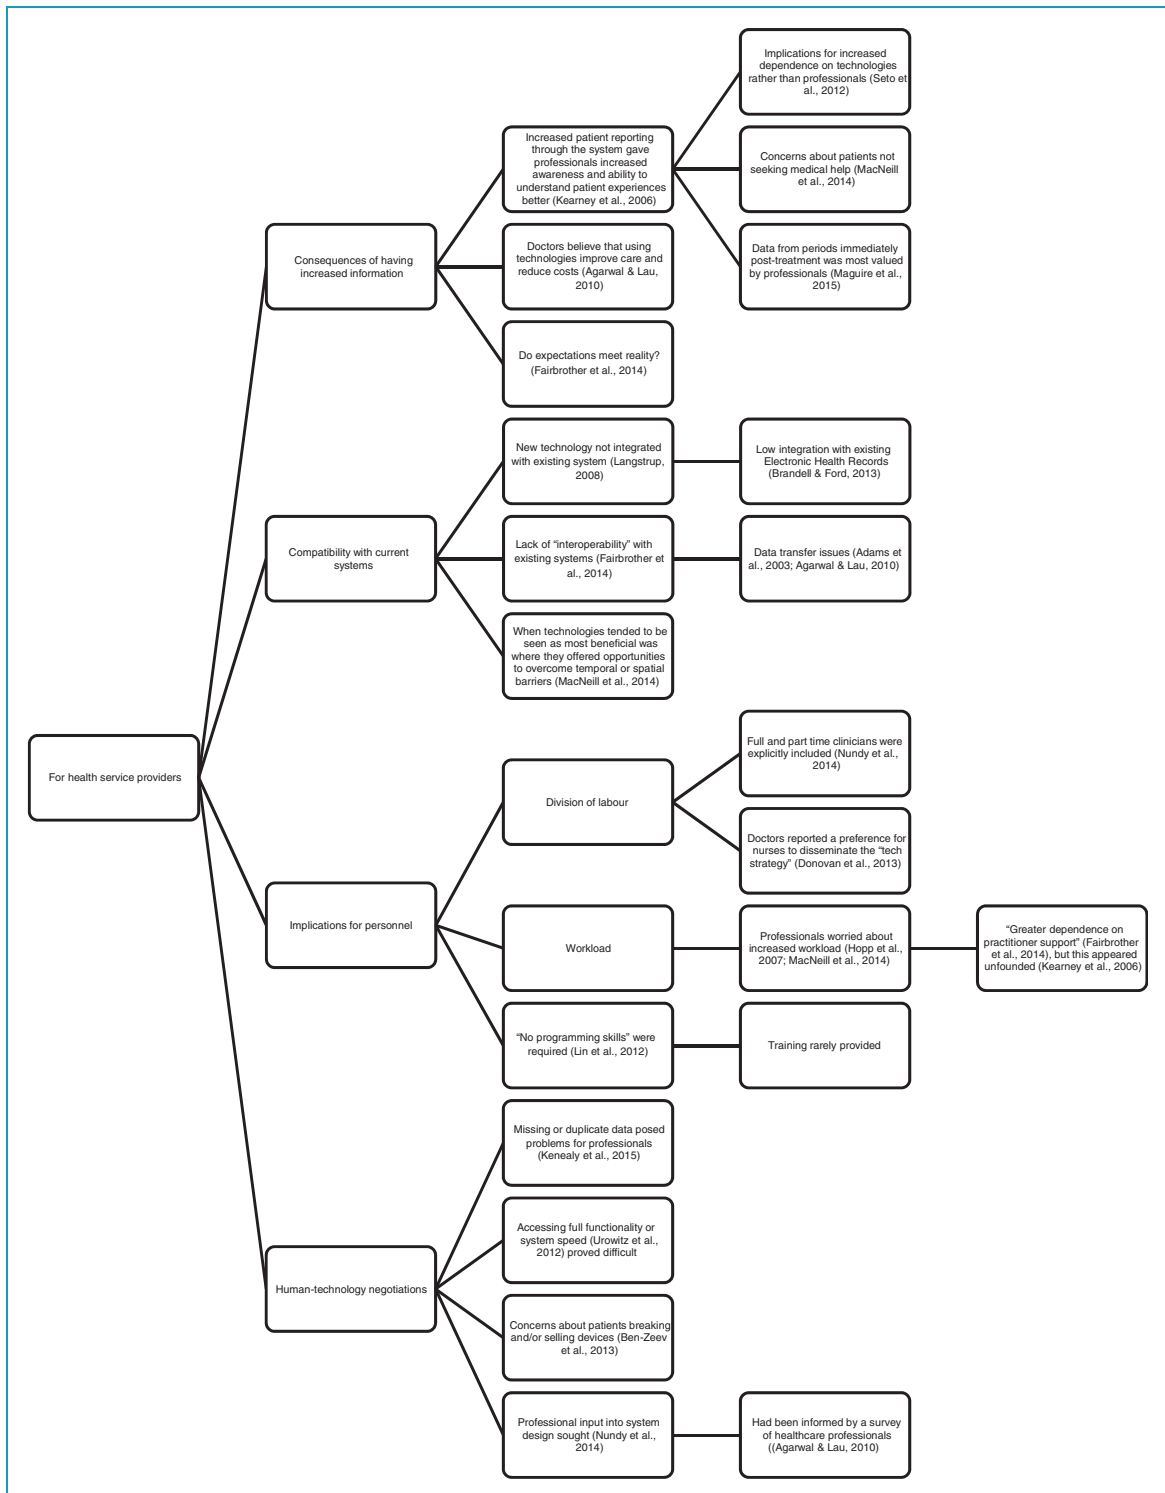 Implications for increased
dependence on technologies
rather than professionals (Seto et
al., 2012)
Increased patient reporting
through the system gave
professionals increased
awareness and ability to
understand patient experiences
better (Kearney et al., 2006)
Concerns about patients not
seeking medical help (MacNeill
et al., 2014)
Data from periods immediately
post-treatment was most valued
by professionals (Maguire et al.,
2015)
Consequences of having
increased information
Doctors believe that using
technologies improve care and
reduce costs (Agarwal & Lau,
2010)
Do expectations meet reality?
(Fairbrother et al., 2014)
New technology not integrated
with existing system (Langstrup,
2008)
Low integration with existing
Electronic Health Records
(Brandell & Ford, 2013)
Compatibility with current
systems
Lack of “interoperability” with
existing systems (Fairbrother et
al., 2014)
Data transfer issues (Adams et
al., 2003; Agarwal & Lau, 2010)
When technologies tended to be
seen as most beneficial was
where they offered opportunities
to overcome temporal or spatial
barriers (MacNeill et al., 2014)
For health service providers
Division of labour
Full and part time clinicians were
explicitly included (Nundy et al.,
2014)
Doctors reported a preference for
nurses to disseminate the “tech
strategy” (Donovan et al., 2013)
Implications for personnel
Workload
Professionals worried about
increased workload (Hopp et al.,
2007; MacNeill et al., 2014)
“Greater dependence on
practitioner support” (Fairbrother
et al., 2014), but this appeared
unfounded (Kearney et al., 2006)
“No programming skills” were
required (Lin et al., 2012)
Training rarely provided
Missing or duplicate data posed
problems for professionals
(Kenealy et al., 2015)
Accessing full functionality or
system speed (Urowitz et al.,
2012) proved difficult
Human-technology negotiations
Concerns about patients breaking
and/or selling devices (Ben-Zeev
et al., 2013)
Professional input into system
design sought (Nundy et al.,
2014)
Had been informed by a survey
of healthcare professionals
((Agarwal & Lau, 2010)